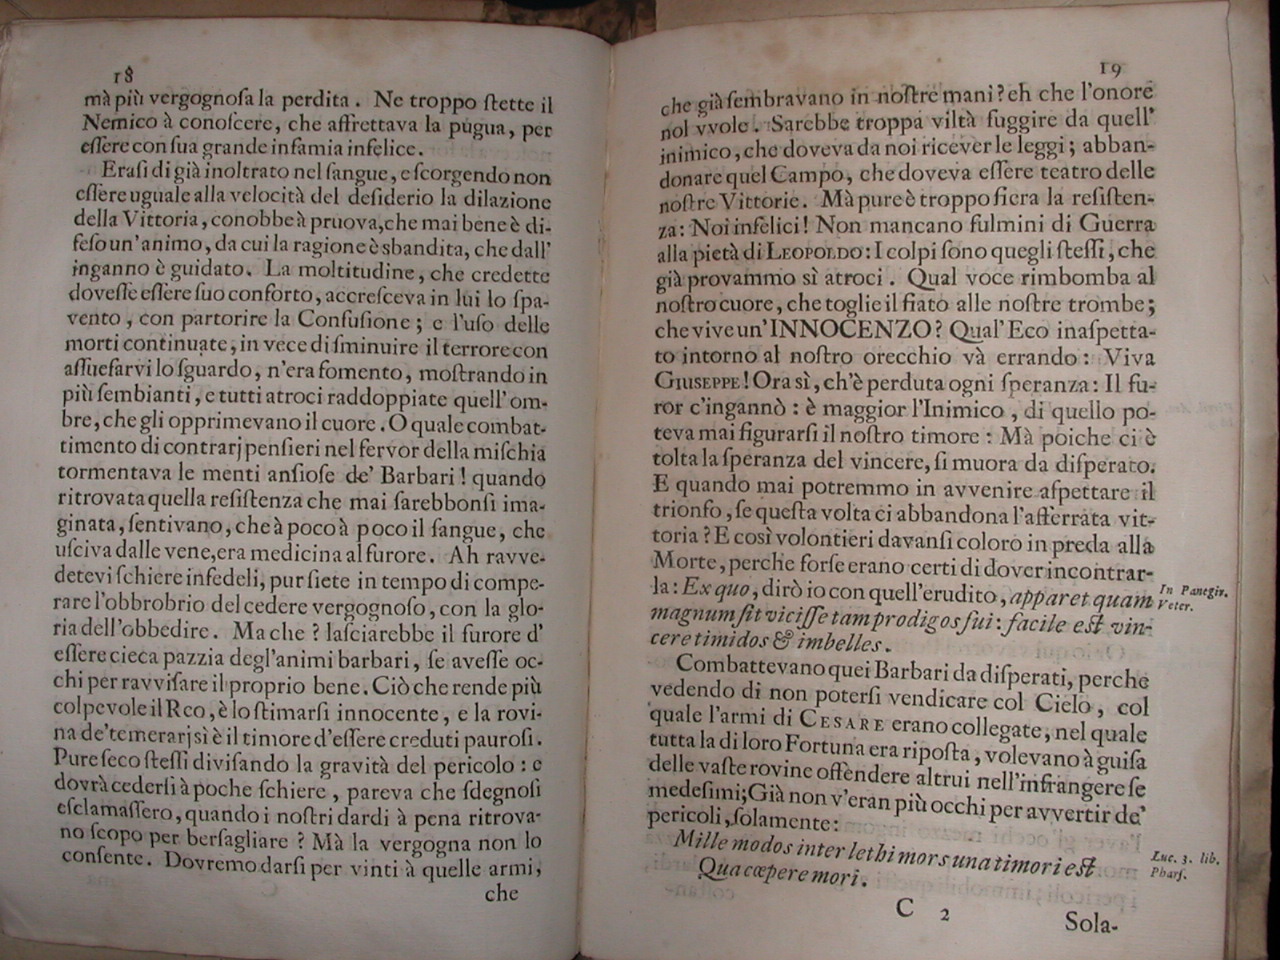 18
mà più vergognoſa la perdita. Ne troppo ſtette il
Nemico à conoſcere, che affrettava la pugua, per
eſſere con ſua grande infamia infelice.
Eraſi di già inoltrato nel ſangue, e ſcorgendo non
eſſere uguale alla velocità del deſiderio la dilazione
della Vittoria, conobbe à pruova, che mai bene è di-
feſo un'animo, da cui la ragione è sbandita, che dall'
inganno è guidato. La moltitudine, che credette
doveſſe eſſere ſuo conforto, accreſceva in lui lo ſpa-
vento, con partorire la Confuſione; e l'uſo delle
morti continuate, in vece di ſminuire il terrore con
aſſuefarvi lo ſguardo, n'era fomento, moſtrando in
più ſembianti, e tutti atroci raddoppiate quell'om-
bre, che gli opprimevano il cuore. O quale combat-
timento di contrarj penſieri nel fervor della miſchia
tormentava le menti anſioſe de' Barbari! quando
ritrovata quella reſiſtenza che mai ſarebbonſi ima-
ginata, ſentivano, che à poco à poco il ſangue, che
uſciva dalle vene, era medicina al furore. Ah ravve-
detevi ſchiere infedeli, pur ſiete in tempo di compe-
rare l'obbrobrio del cedere vergognoſo, con la glo-
ria dell'obbedire. Ma che? laſciarebbe il furore d'
eſſere cieca pazzia degl'animi barbari, ſe aveſſe oc-
chi per ravviſare il proprio bene. Ciò che rende più
colpevole il Reo, è lo ſtimarſi innocente, e la rovi-
na de'temerarj sì è il timore d'eſſere creduti pauroſi.
Pure ſeco ſteſſi diviſando la gravità del pericolo: e
dovrà cederſi à poche ſchiere, pareva che ſdegnoſi
eſclamaſſero, quando i noſtri dardi à pena ritrova-
no ſcopo per berſagliare? Mà la vergogna non lo
conſente. Dovremo darſi per vinti à quelle armi,
che
19
che già ſembravano in noſtre mani? eh che l'onore
nol vvole. Sarebbe troppa viltà fuggire da quell'
inimico, che doveva da noi ricever le leggi; abban-
donare quel Campo, che doveva eſſere teatro delle
noſtre Vittorie. Mà pure è troppo fiera la reſiſten-
za: Noi infelici! Non mancano fulmini di Guerra
alla pietà di LEOPOLDO: I colpi ſono quegli ſteſſi, che
già provammo sì atroci. Qual voce rimbomba al
noſtro cuore, che toglie il fiato alle noſtre trombe;
che vive un'INNOCENZO? Qual'Eco inaſpetta-
to intorno al noſtro orecchio và errando: Viva
GIUSEPPE! Ora sì, ch'è perduta ogni ſperanza: Il fu-
ror c'ingannò: è maggior l'Inimico, di quello po-
teva mai figurarſi il noſtro timore: Mà poiche ci è
tolta la ſperanza del vincere, ſi muora da diſperato.
E quando mai potremmo in avvenire aſpettare il
trionfo, ſe queſta volta ci abbandona l'afferrata vit-
toria? E così volontieri davanſi coloro in preda alla
Morte, perche forſe erano certi di dover incontrar-
la: Ex quo, dirò io con quell'erudito, apparet quam
magnum ſit viciſſe tam prodigos ſui: facile eſt vin-
cere timidos & imbelles.
In Panegir.
Veter.
Combattevano quei Barbari da diſperati, perche
vedendo di non poterſi vendicare col Cielo, col
quale l'armi di CESARE erano collegate, nel quale
tutta la di loro Fortuna era ripoſta, volevano à guiſa
delle vaſte rovine offendere altrui nell'infrangere ſe
medeſimi; Già non v'eran più occhi per avvertir de'
pericoli, ſolamente:
Mille modos inter lethi mors una timori eſt
Qua cœpere mori.
Luc. 3. lib.
Pharſ.
C 2
Sola-